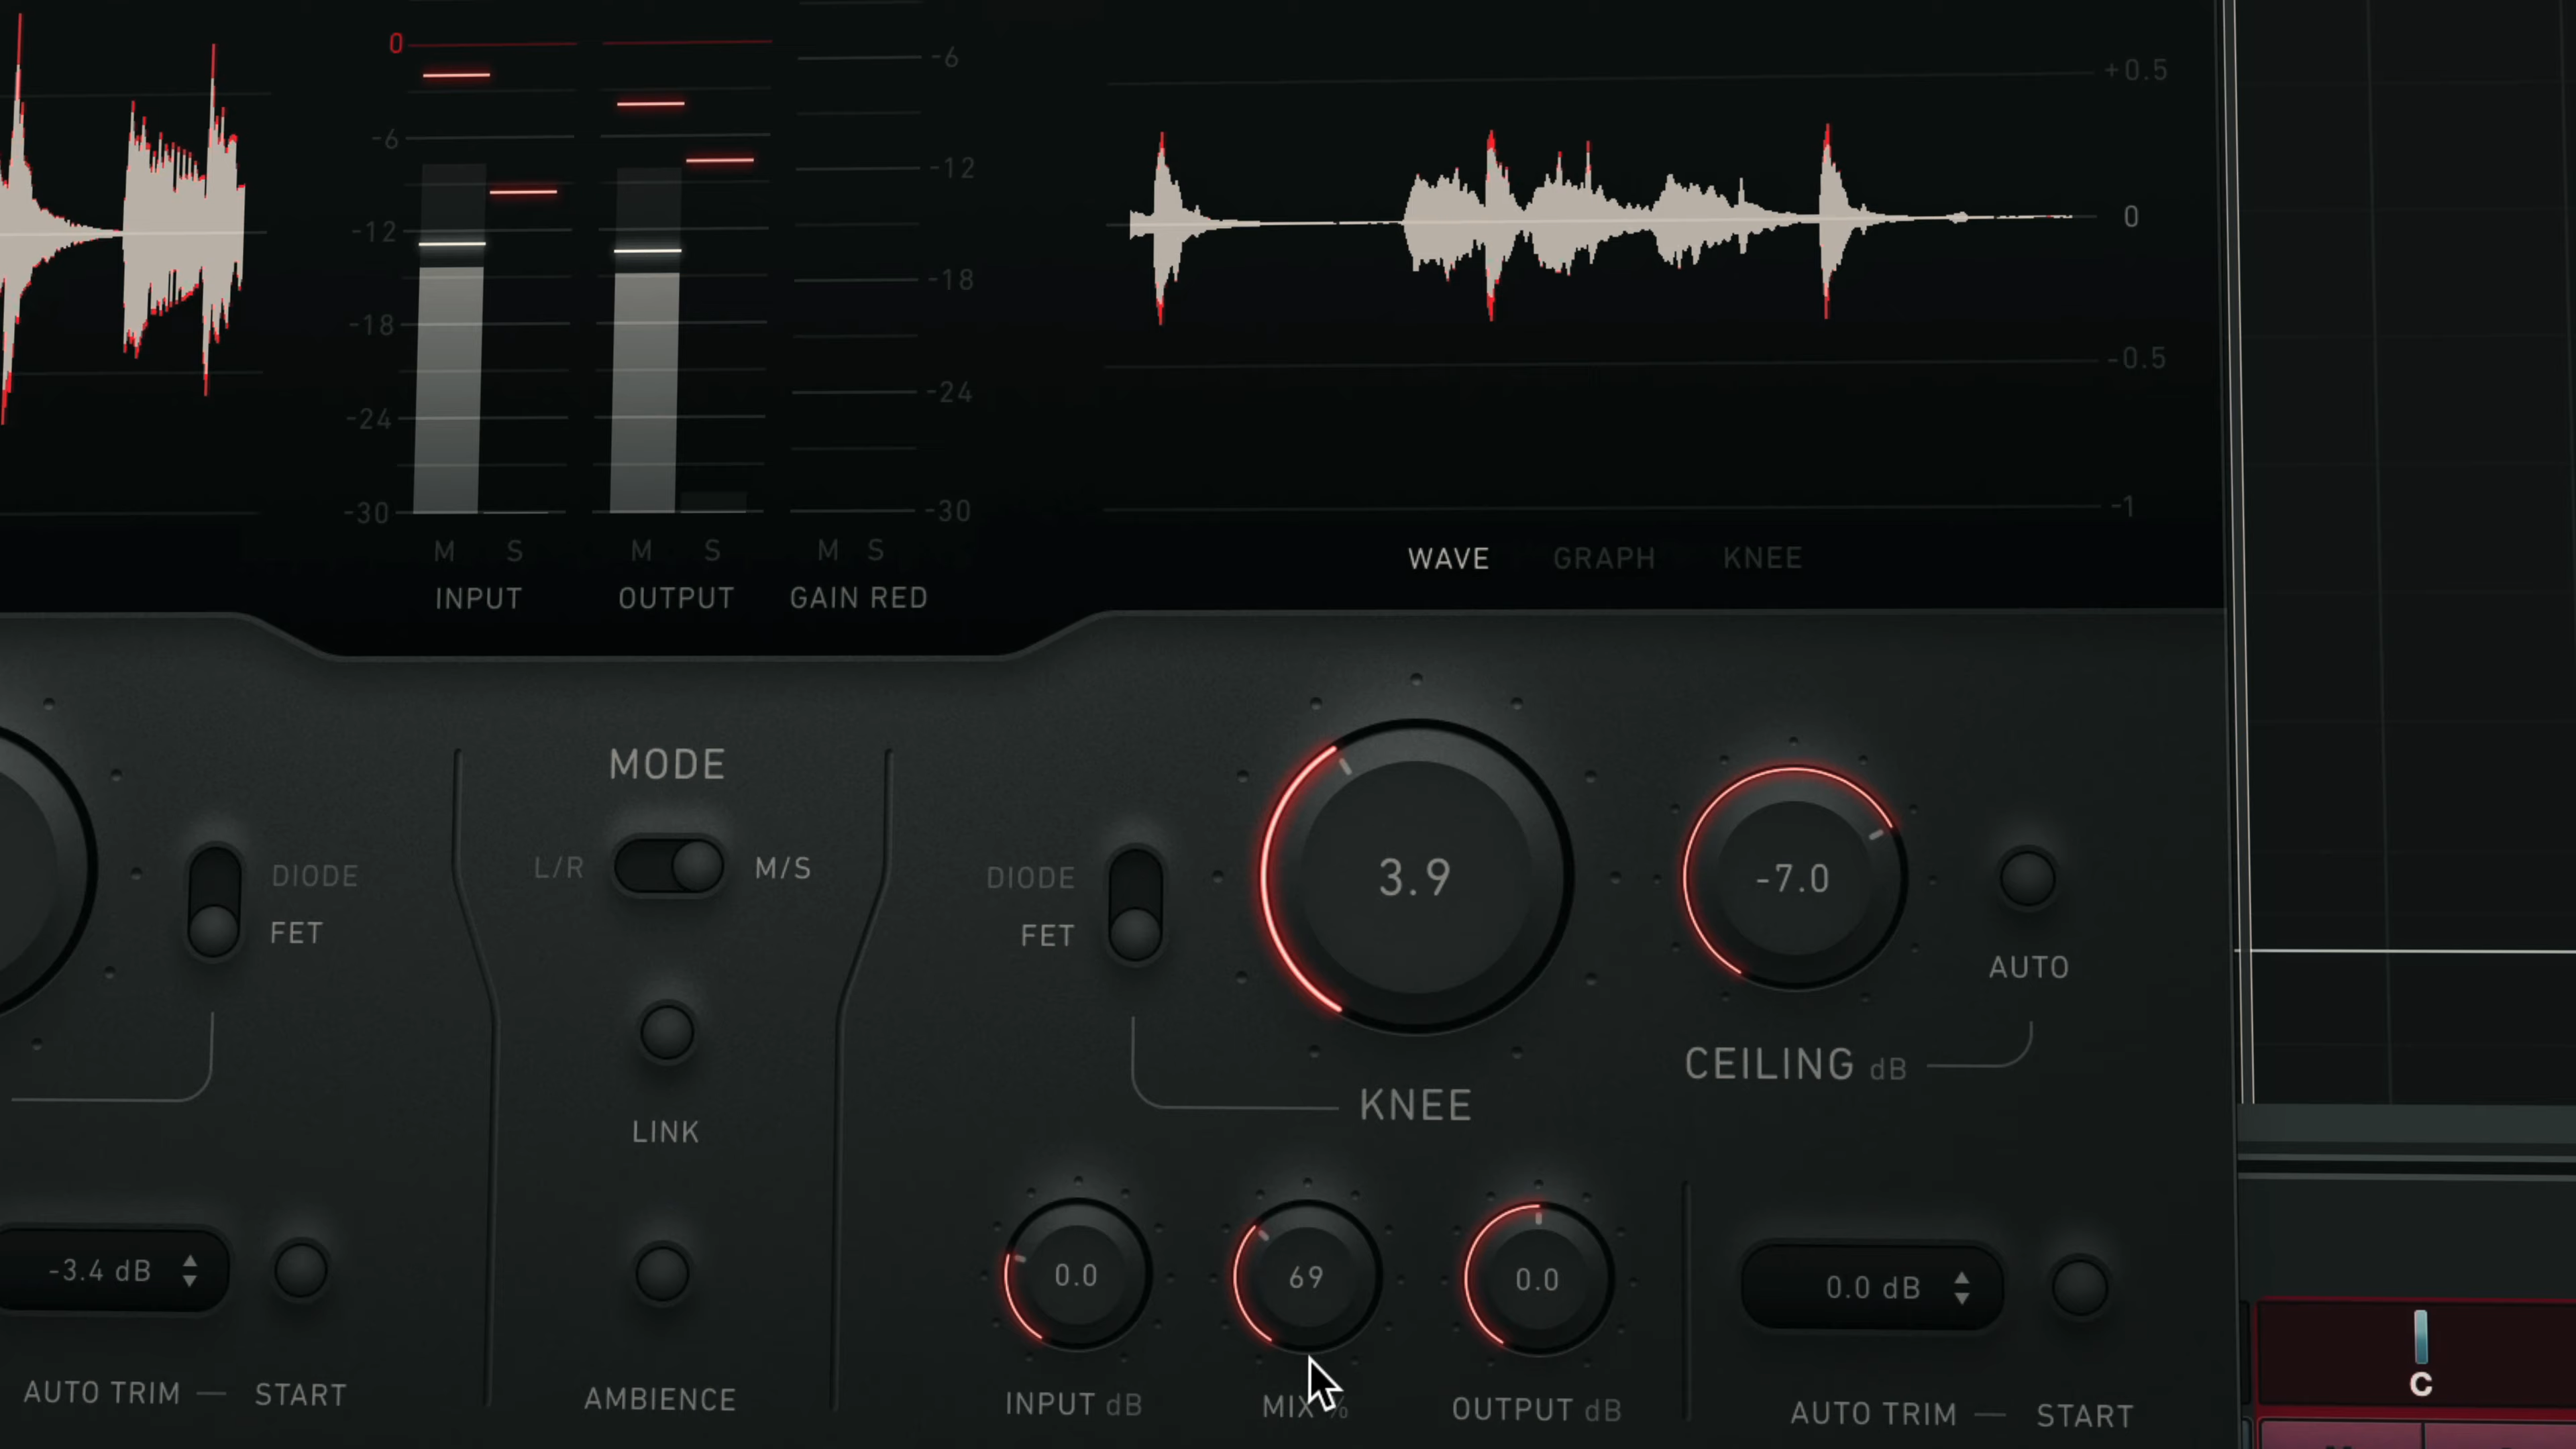 0
-6
-12
-18
-24
-30
M S
INPUT
M S
OUTPUT
-6
-12
-18
-24
-30
M S
GAIN RED
+0.5
0
-0.5
-1
WAVE GRAPH KNEE
DIODE
FET
MODE
L/R M/S
LINK
AMBIENCE
-3.4 dB
AUTO TRIM START
DIODE
FET
3.9
KNEE
-7.0
CEILING dB
AUTO
0.0
INPUT dB
69
MIX %
0.0
OUTPUT dB
0.0 dB
AUTO TRIM START
C